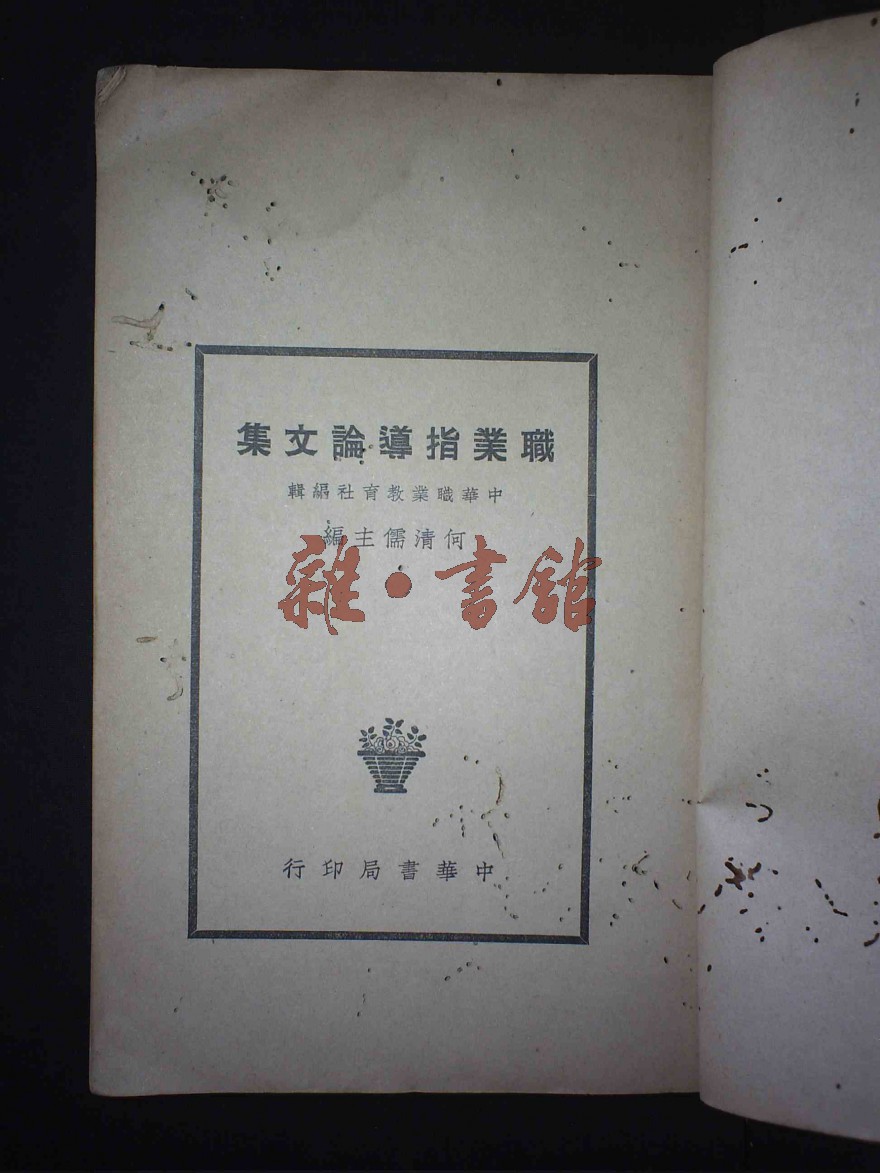 職業指導論文集
中華職業教育社編輯
何清儒主編
雜·書館
中華書局印行